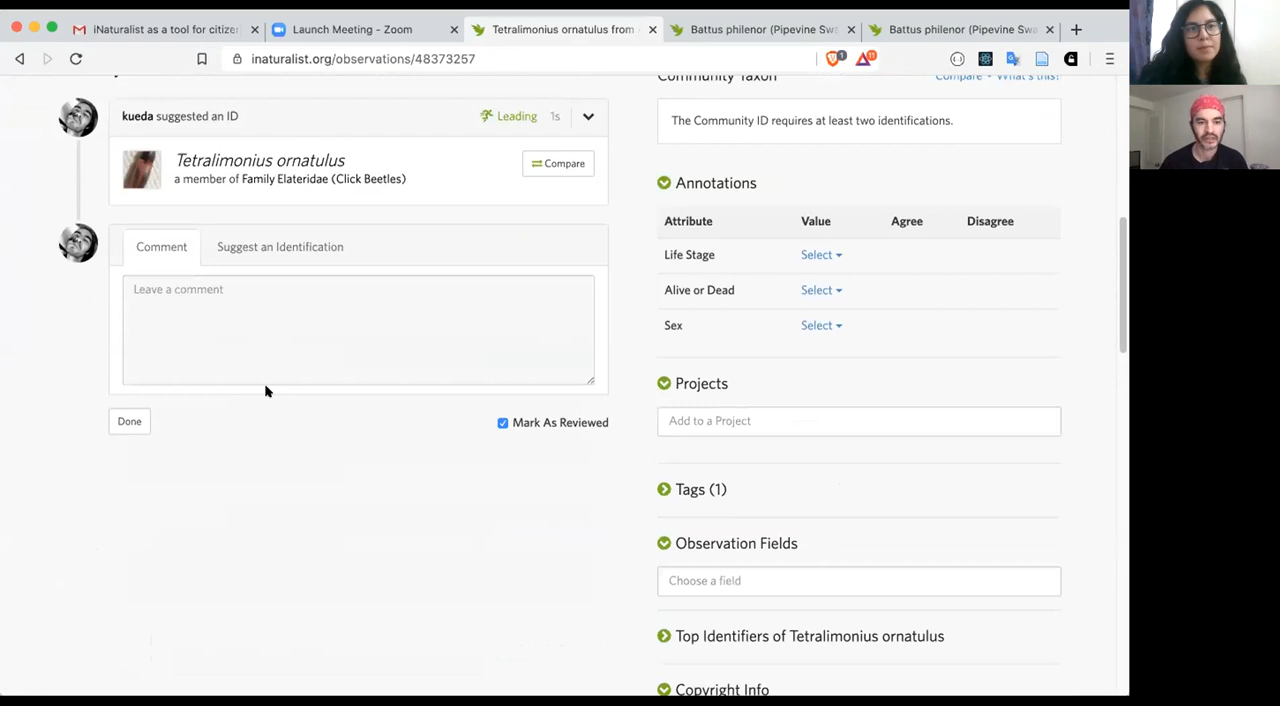 iNaturalist as a tool for citize
Launch Meeting - Zoom
Tetralimonius ornatulus from
Battus philenor (Pipevine Swa
Battus philenor (Pipevine Swa
inaturalist.org/observations/48373257
1
11
Community Taxon
Compare
What's this?
kueda suggested an ID
Leading
1s
Tetralimonius ornatulus
a member of Family Elateridae (Click Beetles)
Compare
Comment
Suggest an Identification
Leave a comment
Done
Mark As Reviewed
The Community ID requires at least two identifications.
Annotations
Attribute Value Agree Disagree
Life Stage Select
Alive or Dead Select
Sex Select
Projects
Add to a Project
Tags (1)
Observation Fields
Choose a field
Top Identifiers of Tetralimonius ornatulus
Copyright Info